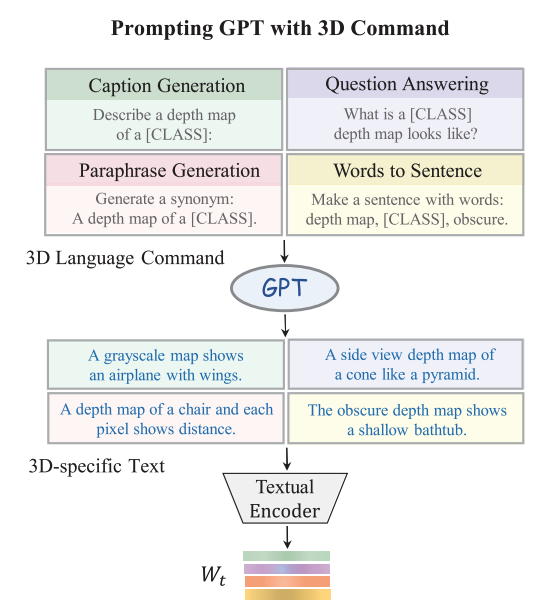 Prompting GPT with 3D Command
Caption Generation
Describe a depth map
of a [CLASS]:
Question Answering
What is a [CLASS]
depth map looks like?
Paraphrase Generation
Generate a synonym:
A depth map of a [CLASS].
Words to Sentence
Make a sentence with words:
depth map, [CLASS], obscure.
3D Language Command
GPT
A grayscale map shows
an airplane with wings.
A side view depth map of
a cone like a pyramid.
A depth map of a chair and each
pixel shows distance.
The obscure depth map shows
a shallow bathtub.
3D-specific Text
Textual
Encoder
W_t